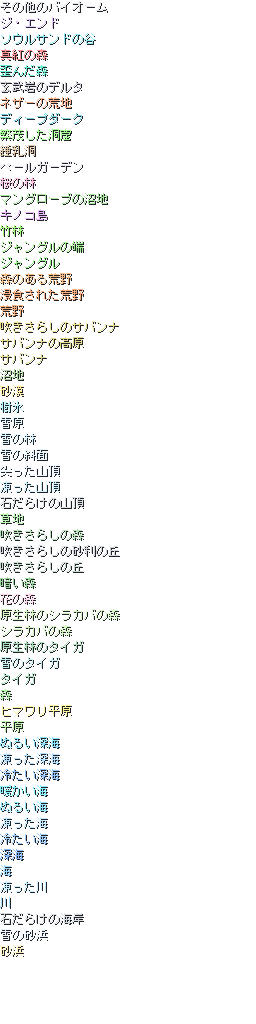 その他のバイオーム
ジ・エンド
ソウルサンドの谷
真紅の森
歪んだ森
玄武岩のデルタ
ネザーの荒地
ディープダーク
繁茂した洞窟
鍾乳洞
ペールガーデン
桜の林
マングローブの沼地
キノコ島
竹林
ジャングルの端
ジャングル
森のある荒野
浸食された荒野
荒野
吹きさらしのサバンナ
サバンナの高原
サバンナ
沼地
砂漠
樹氷
雪原
雪の林
雪の斜面
尖った山頂
凍った山頂
石だらけの山頂
草地
吹きさらしの森
吹きさらしの砂利の丘
吹きさらしの丘
暗い森
花の森
原生林のシラカバの森
シラカバの森
原生林のタイガ
雪のタイガ
タイガ
森
ヒマワリ平原
平原
ぬるい深海
凍った深海
冷たい深海
暖かい海
ぬるい海
凍った海
冷たい海
深海
海
凍った川
川
石だらけの海岸
雪の砂浜
砂浜